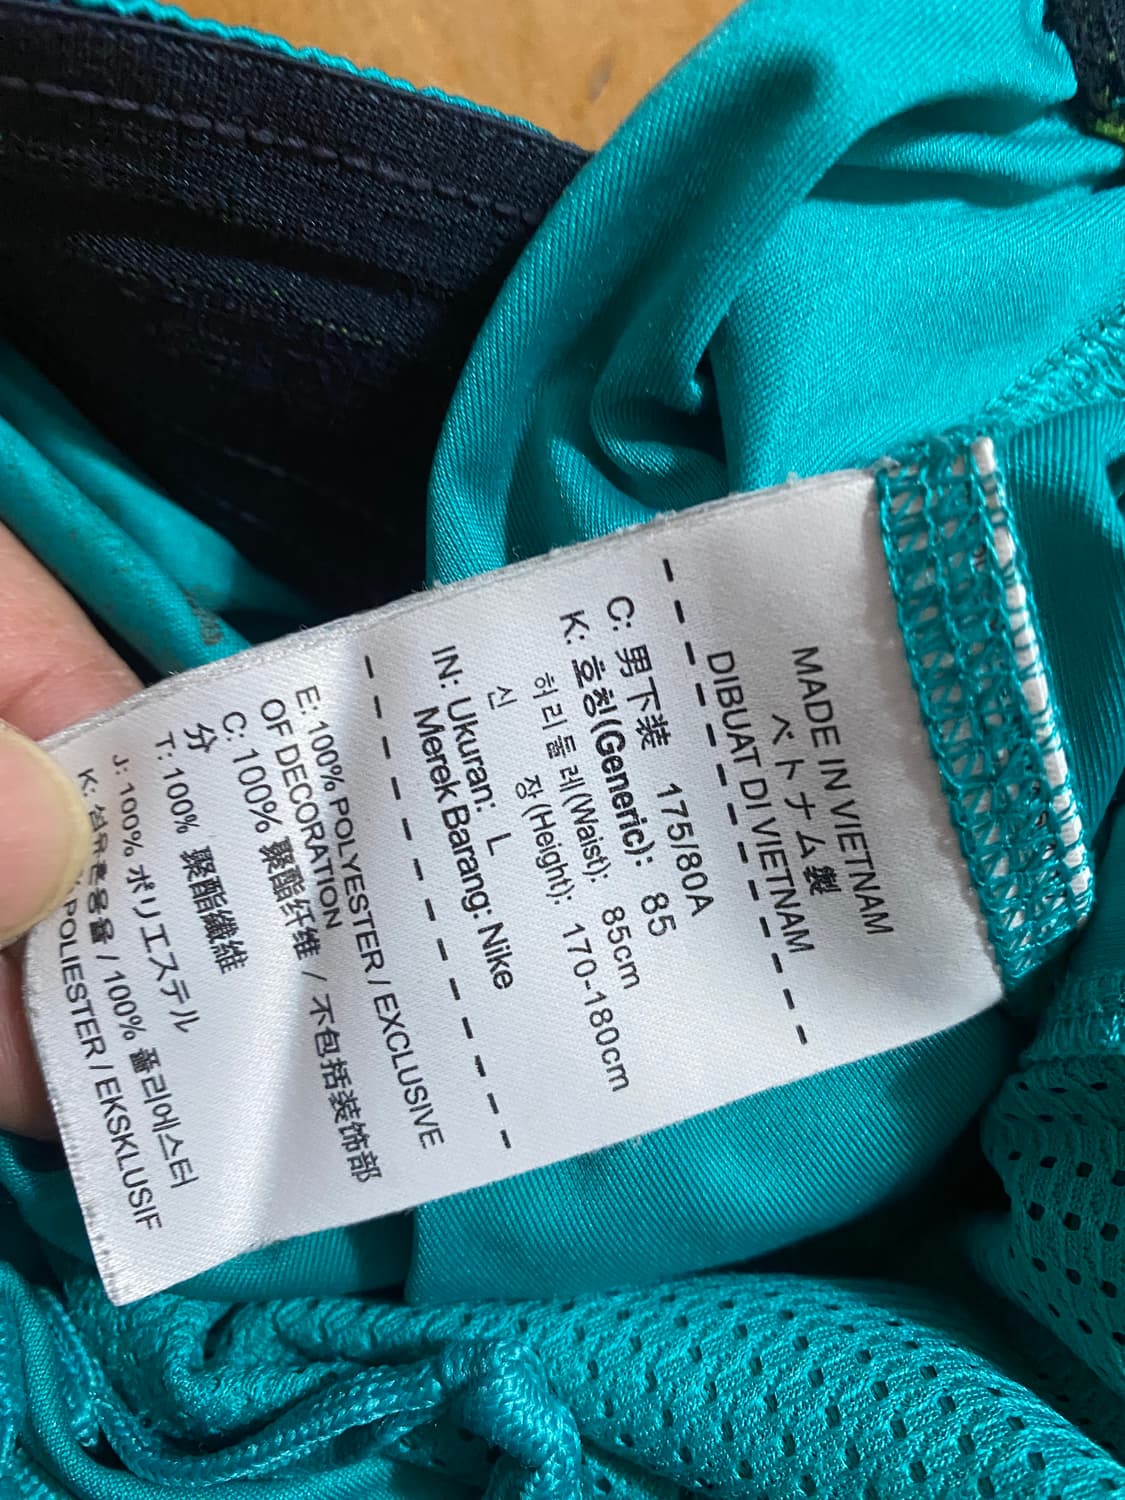 MADE IN VIETNAM
ベトナム製
DIBUAT DI VIETNAM
C: 男下装 175/80A
K: 호칭(Generic): 85
허리둘레(Waist): 85cm
신 장(Height): 170-180cm
IN: Ukuran: L
Merek Barang: Nike
E: 100% POLYESTER / EXCLUSIVE
OF DECORATION
C: 100% 聚酯纤维 / 不包括装饰部
分
T: 100% 聚酯纖維
J: 100% ポリエステル
K: 섬유혼용율 / 100% 폴리에스터
POLIESTER / EKSKLUSIF